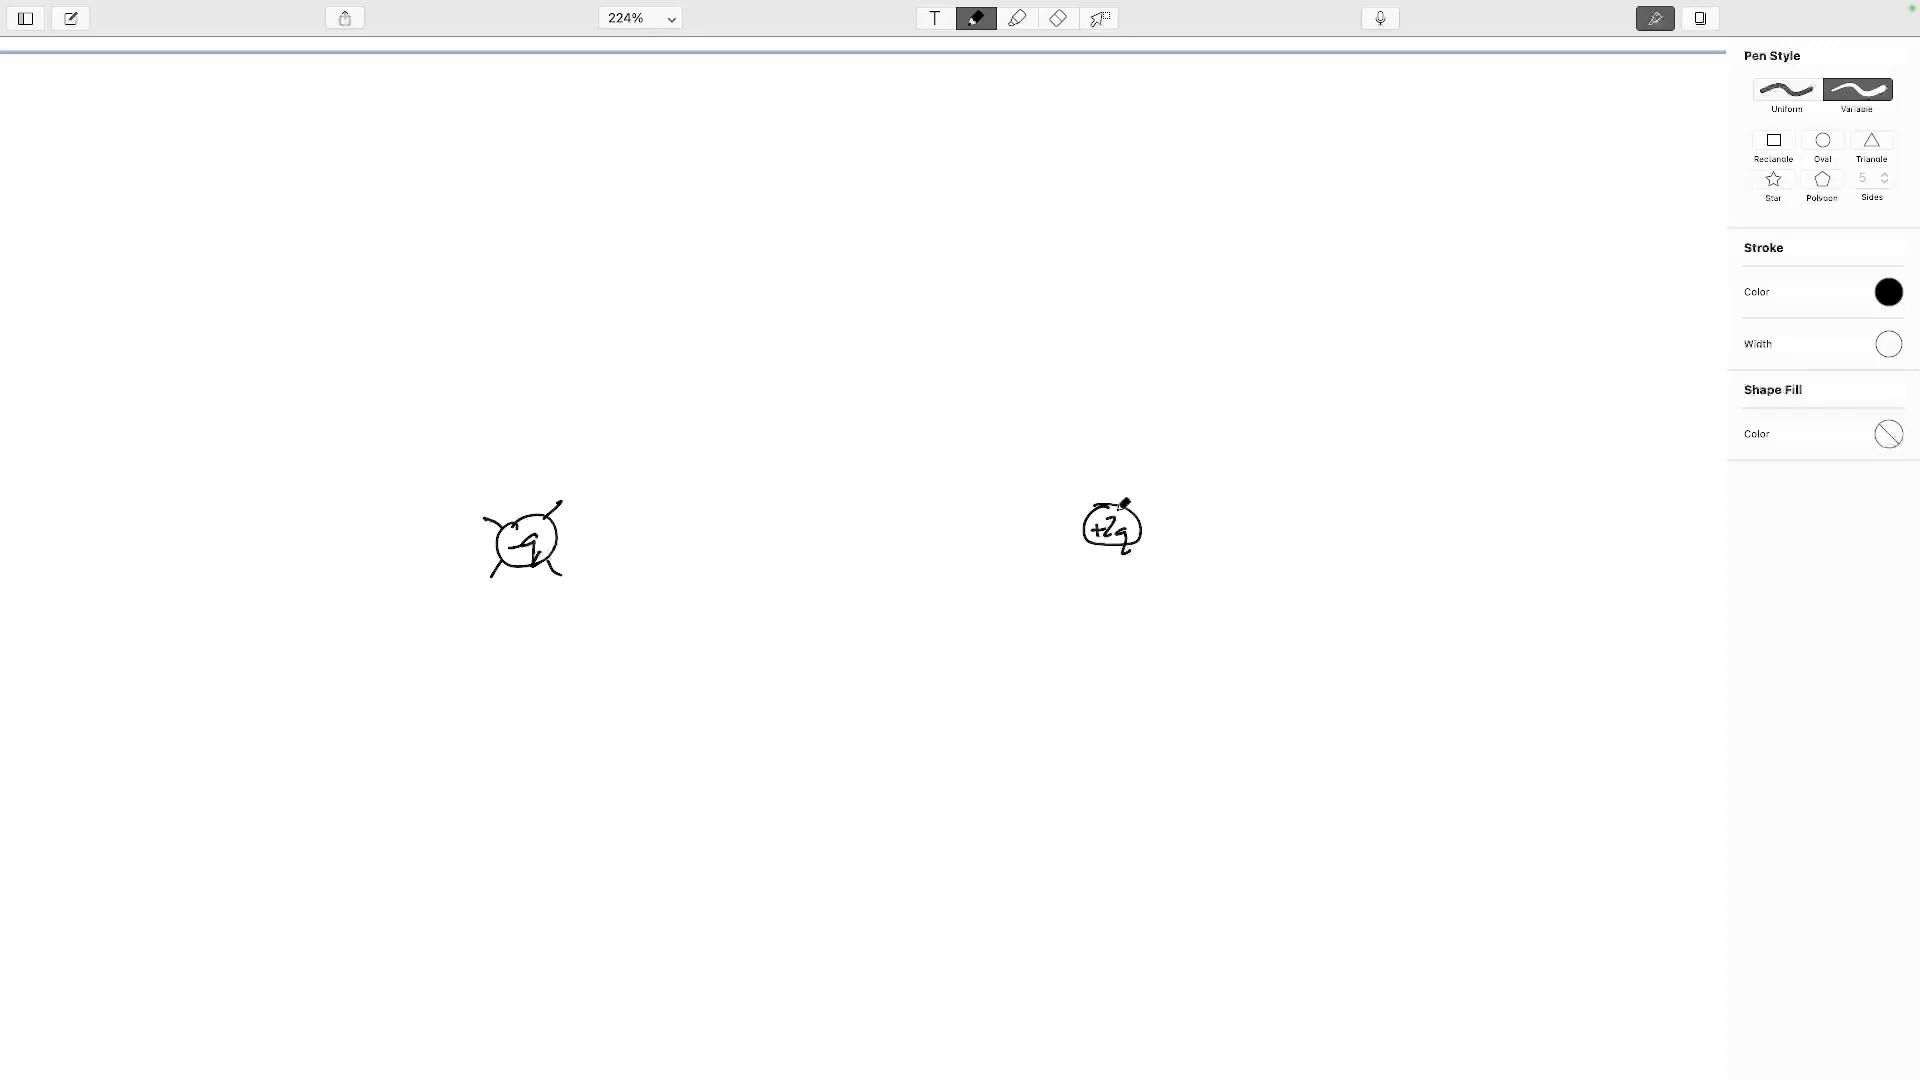 224%
T
Pen Style
Uniform Variable
Rectangle Oval Triangle
5
Star Polygon Sides
Stroke
Color
Width
Shape Fill
Color
-q +2q